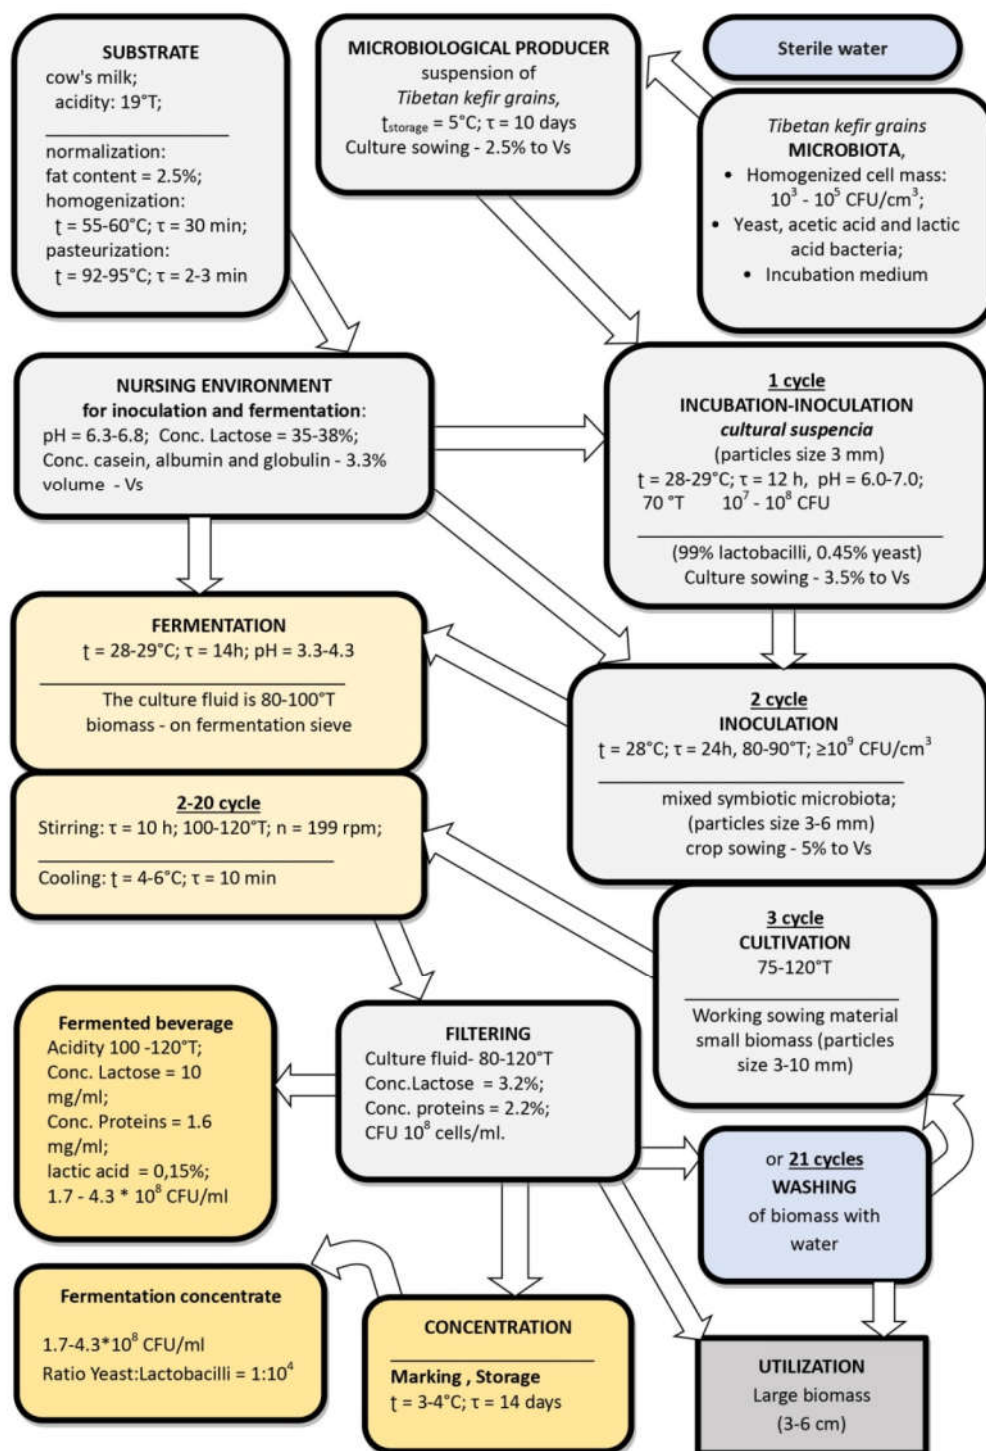 SUBSTRATE
cow's milk;
acidity: 19°T;
normalization:
fat content = 2.5%;
homogenization:
ţ = 55-60°C; τ = 30 min;
pasteurization:
ţ = 92-95°C; τ = 2-3 min
MICROBIOLOGICAL PRODUCER
suspension of
Tibetan kefir grains,
ţstorage = 5°C; τ = 10 days
Culture sowing - 2.5% to Vs
Sterile water
Tibetan kefir grains
MICROBIOTA,
• Homogenized cell mass:
10³ - 10⁵ CFU/cm³;
• Yeast, acetic acid and lactic
acid bacteria;
• Incubation medium
NURSING ENVIRONMENT
for inoculation and fermentation:
pH = 6.3-6.8; Conc. Lactose = 35-38%;
Conc. casein, albumin and globulin - 3.3%
volume - Vs
1 cycle
INCUBATION-INOCULATION
cultural suspencia
(particles size 3 mm)
ţ = 28-29°C; τ = 12 h, pH = 6.0-7.0;
70 °T 10⁷ - 10⁸ CFU
(99% lactobacilli, 0.45% yeast)
Culture sowing - 3.5% to Vs
FERMENTATION
ţ = 28-29°C; τ = 14h; pH = 3.3-4.3
The culture fluid is 80-100°T
biomass - on fermentation sieve
2 cycle
INOCULATION
ţ = 28°C; τ = 24h, 80-90°T; ≥10⁹ CFU/cm³
mixed symbiotic microbiota;
(particles size 3-6 mm)
crop sowing - 5% to Vs
2-20 cycle
Stirring: τ = 10 h; 100-120°T; n = 199 rpm;
Cooling: ţ = 4-6°C; τ = 10 min
3 cycle
CULTIVATION
75-120°T
Working sowing material
small biomass (particles
size 3-10 mm)
Fermented beverage
Acidity 100 -120°T;
Conc. Lactose = 10
mg/ml;
Conc. Proteins = 1.6
mg/ml;
lactic acid = 0,15%;
1.7 - 4.3 * 10⁸ CFU/ml
FILTERING
Culture fluid- 80-120°T
Conc.Lactose = 3.2%;
Conc. proteins = 2.2%;
CFU 10⁸ cells/ml.
or 21 cycles
WASHING
of biomass with
water
Fermentation concentrate
1.7-4.3*10⁸ CFU/ml
Ratio Yeast:Lactobacilli = 1:10⁴
CONCENTRATION
Marking , Storage
ţ = 3-4°C; τ = 14 days
UTILIZATION
Large biomass
(3-6 cm)